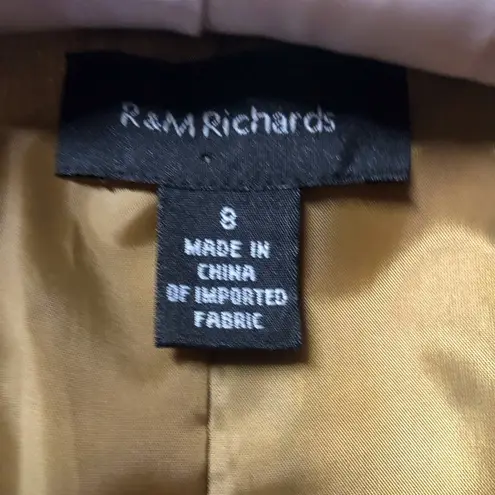 R&M Richards
8
MADE IN
CHINA
OF IMPORTED
FABRIC